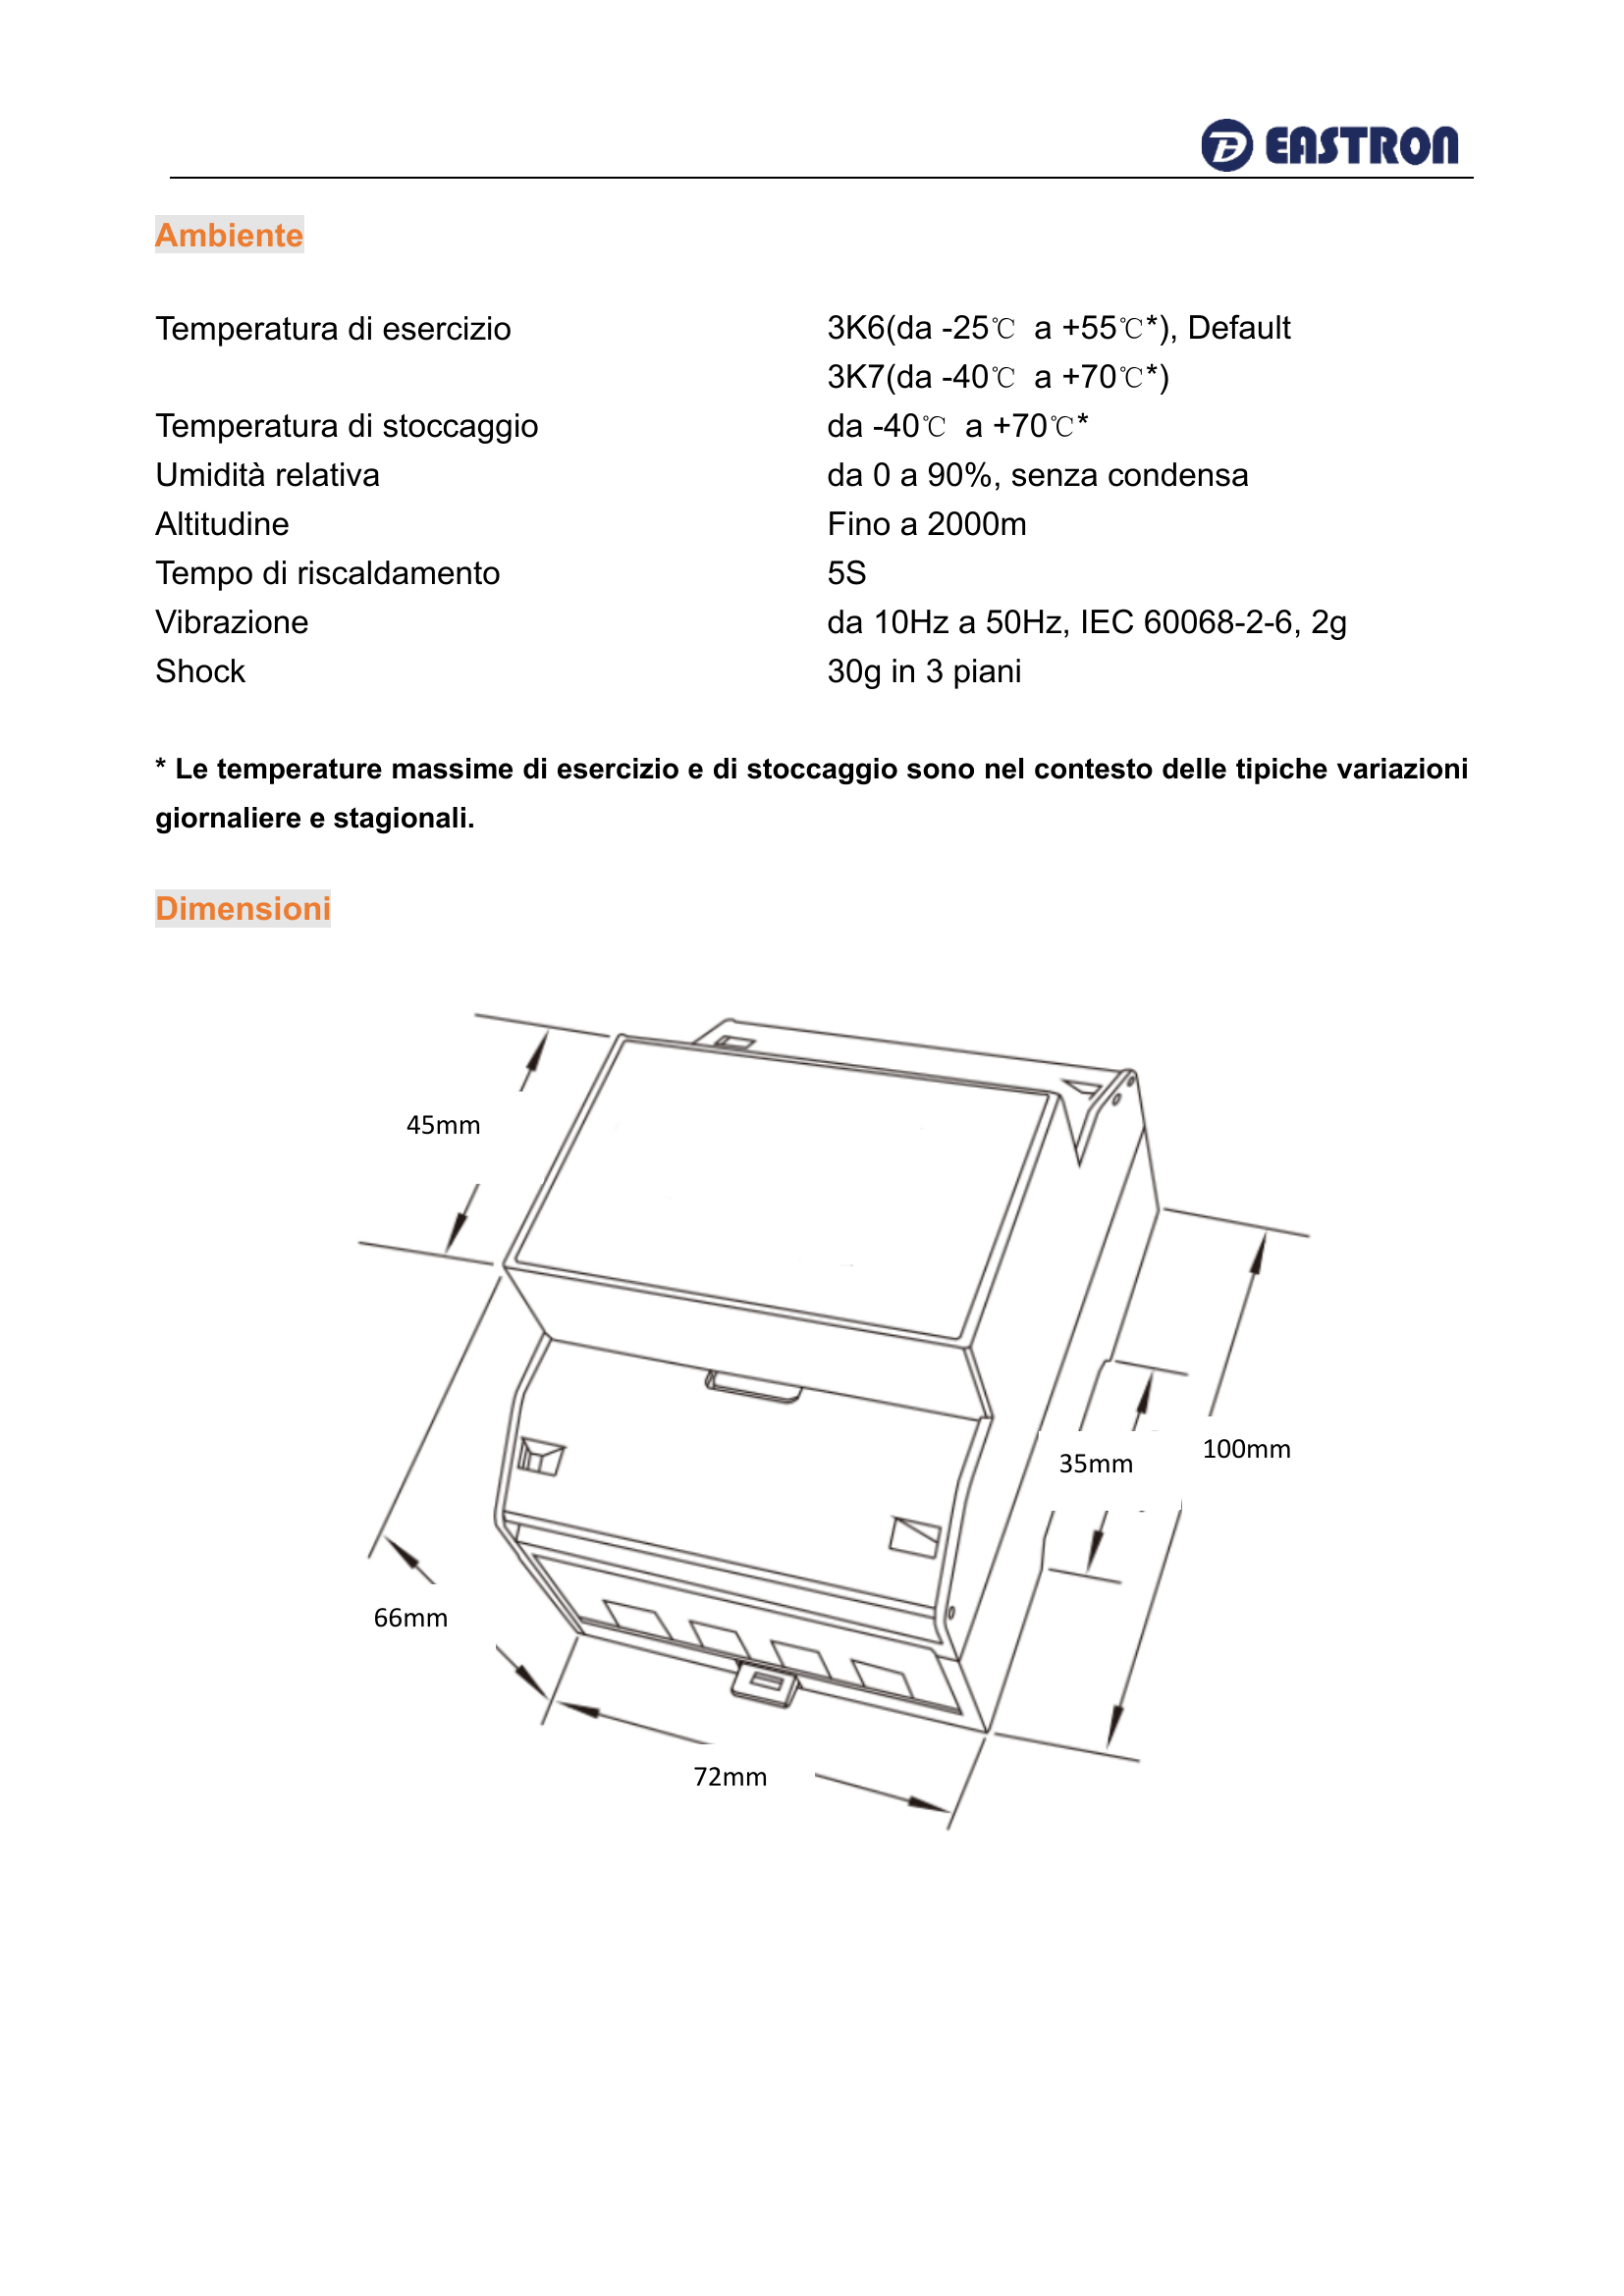 EASTRON
Ambiente
Temperatura di esercizio 3K6(da -25℃ a +55℃*), Default
3K7(da -40℃ a +70℃*)
Temperatura di stoccaggio da -40℃ a +70℃*
Umidità relativa da 0 a 90%, senza condensa
Altitudine Fino a 2000m
Tempo di riscaldamento 5S
Vibrazione da 10Hz a 50Hz, IEC 60068-2-6, 2g
Shock 30g in 3 piani
* Le temperature massime di esercizio e di stoccaggio sono nel contesto delle tipiche variazioni
giornaliere e stagionali.
Dimensioni
45mm
100mm
35mm
66mm
72mm